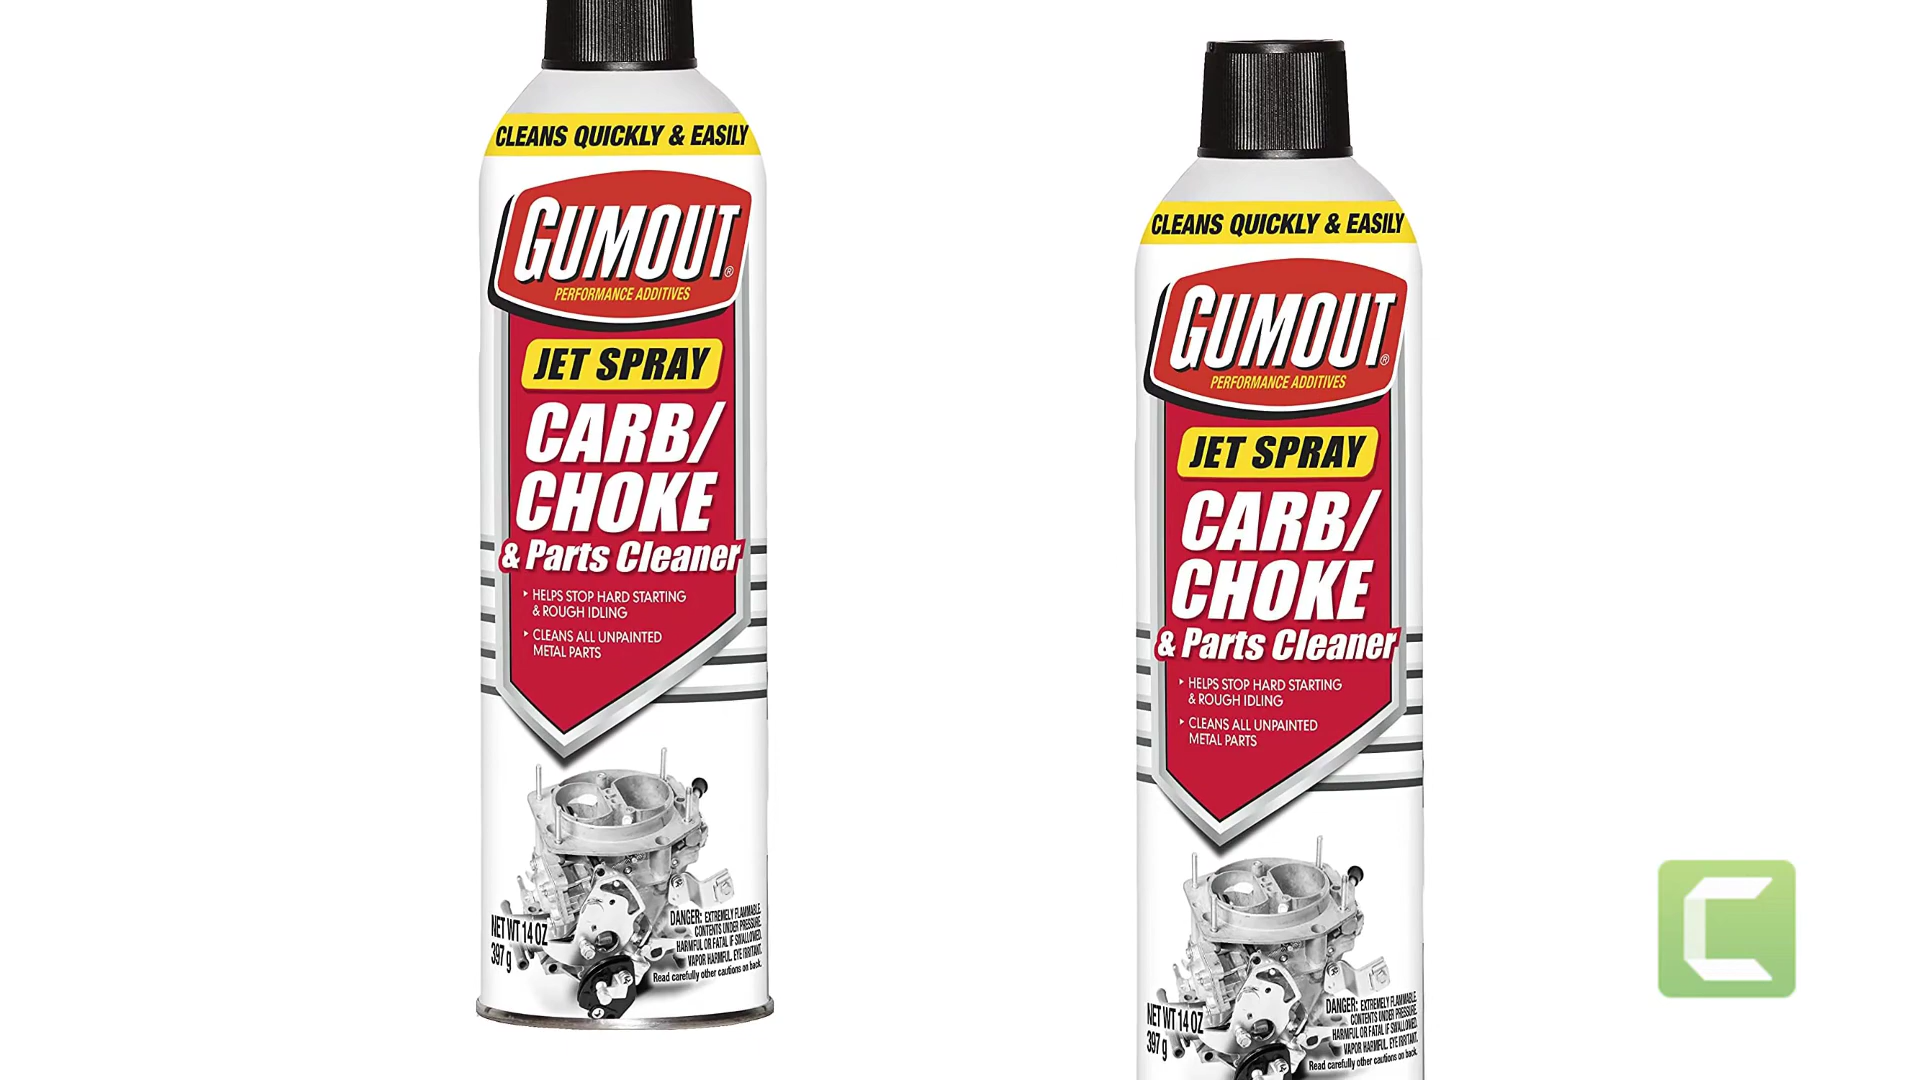 CLEANS QUICKLY & EASILY
GUMOUT®
PERFORMANCE ADDITIVES
JET SPRAY
CARB/
CHOKE
& Parts Cleaner
▸ HELPS STOP HARD STARTING
& ROUGH IDLING
▸ CLEANS ALL UNPAINTED
METAL PARTS
NET WT 14 OZ
397 g
DANGER: EXTREMELY FLAMMABLE.
CONTENTS UNDER PRESSURE.
HARMFUL OR FATAL IF SWALLOWED.
VAPOR HARMFUL. EYE IRRITANT.
Read carefully other cautions on back.
CLEANS QUICKLY & EASILY
GUMOUT®
PERFORMANCE ADDITIVES
JET SPRAY
CARB/
CHOKE
& Parts Cleaner
▸ HELPS STOP HARD STARTING
& ROUGH IDLING
▸ CLEANS ALL UNPAINTED
METAL PARTS
NET WT 14 OZ
397 g
DANGER: EXTREMELY FLAMMABLE.
CONTENTS UNDER PRESSURE.
HARMFUL OR FATAL IF SWALLOWED.
VAPOR HARMFUL. EYE IRRITANT.
Read carefully other cautions on back.
C